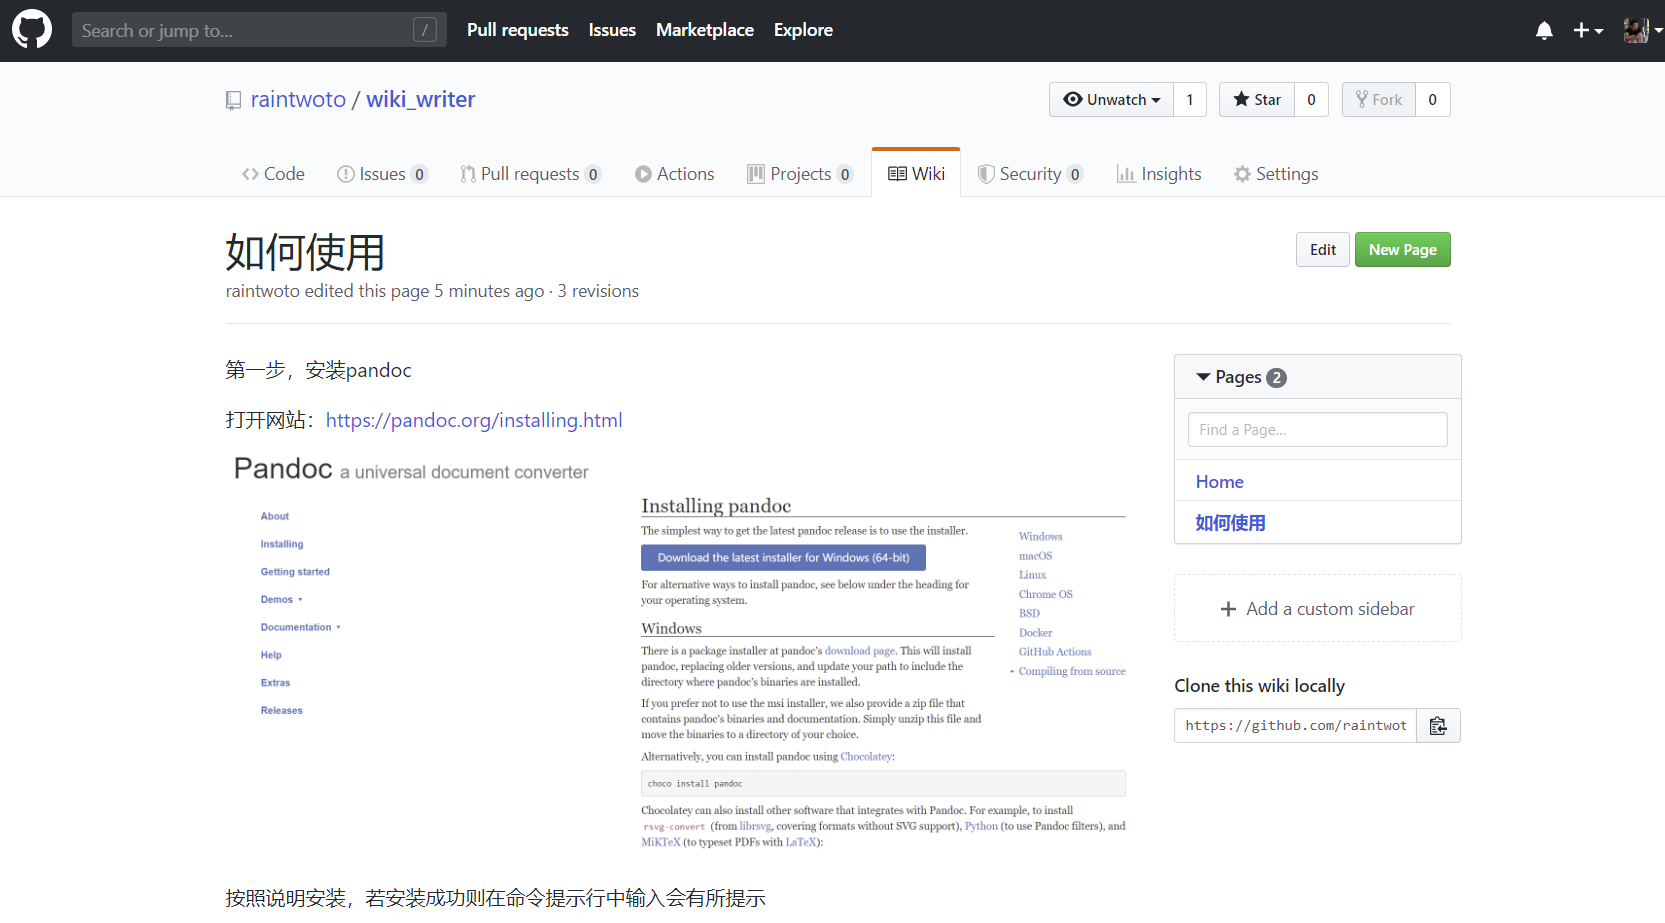 Search or jump to... /
Pull requests Issues Marketplace Explore
raintwoto / wiki_writer
Unwatch 1 Star 0 Fork 0
Code Issues 0 Pull requests 0 Actions Projects 0 Wiki Security 0 Insights Settings
如何使用
Edit New Page
raintwoto edited this page 5 minutes ago · 3 revisions
第一步，安装pandoc
打开网站：https://pandoc.org/installing.html
Pandoc a universal document converter
About
Installing
Getting started
Demos
Documentation
Help
Extras
Releases
Installing pandoc
The simplest way to get the latest pandoc release is to use the installer.
Download the latest installer for Windows (64-bit)
For alternative ways to install pandoc, see below under the heading for
your operating system.
Windows
There is a package installer at pandoc's download page. This will install
pandoc, replacing older versions, and update your path to include the
directory where pandoc's binaries are installed.
If you prefer not to use the msi installer, we also provide a zip file that
contains pandoc's binaries and documentation. Simply unzip this file and
move the binaries to a directory of your choice.
Alternatively, you can install pandoc using Chocolatey:
choco install pandoc
Chocolatey can also install other software that integrates with Pandoc. For example, to install
rsvg-convert (from librsvg, covering formats without SVG support), Python (to use Pandoc filters), and
MiKTeX (to typeset PDFs with LaTeX):
Windows
macOS
Linux
Chrome OS
BSD
Docker
GitHub Actions
Compiling from source
按照说明安装，若安装成功则在命令提示行中输入会有所提示
Pages 2
Find a Page...
Home
如何使用
Add a custom sidebar
Clone this wiki locally
https://github.com/raintwot